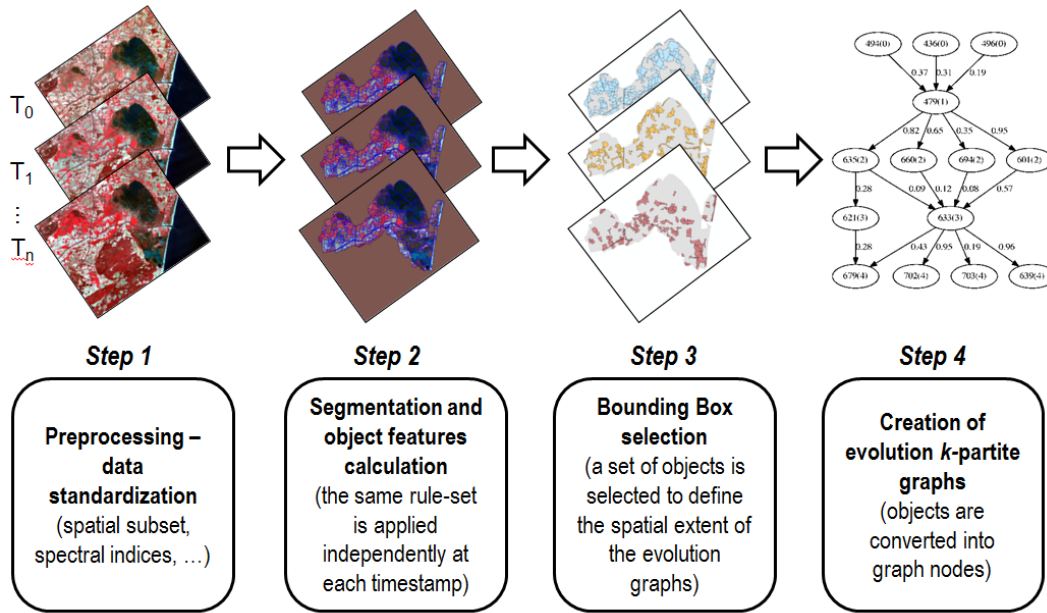 T0
T1
⋮
Tn
494(0) 436(0) 496(0)
0.37 0.31 0.19
479(1)
0.82 0.65 0.35 0.95
635(2) 660(2) 694(2) 601(2)
0.28 0.09 0.12 0.08 0.57
621(3) 633(3)
0.28 0.43 0.95 0.19 0.96
679(4) 702(4) 703(4) 639(4)
Step 1
Preprocessing –
data
standardization
(spatial subset,
spectral indices, …)
Step 2
Segmentation and
object features
calculation
(the same rule-set
is applied
independently at
each timestamp)
Step 3
Bounding Box
selection
(a set of objects is
selected to define
the spatial extent of
the evolution
graphs)
Step 4
Creation of
evolution k-partite
graphs
(objects are
converted into
graph nodes)